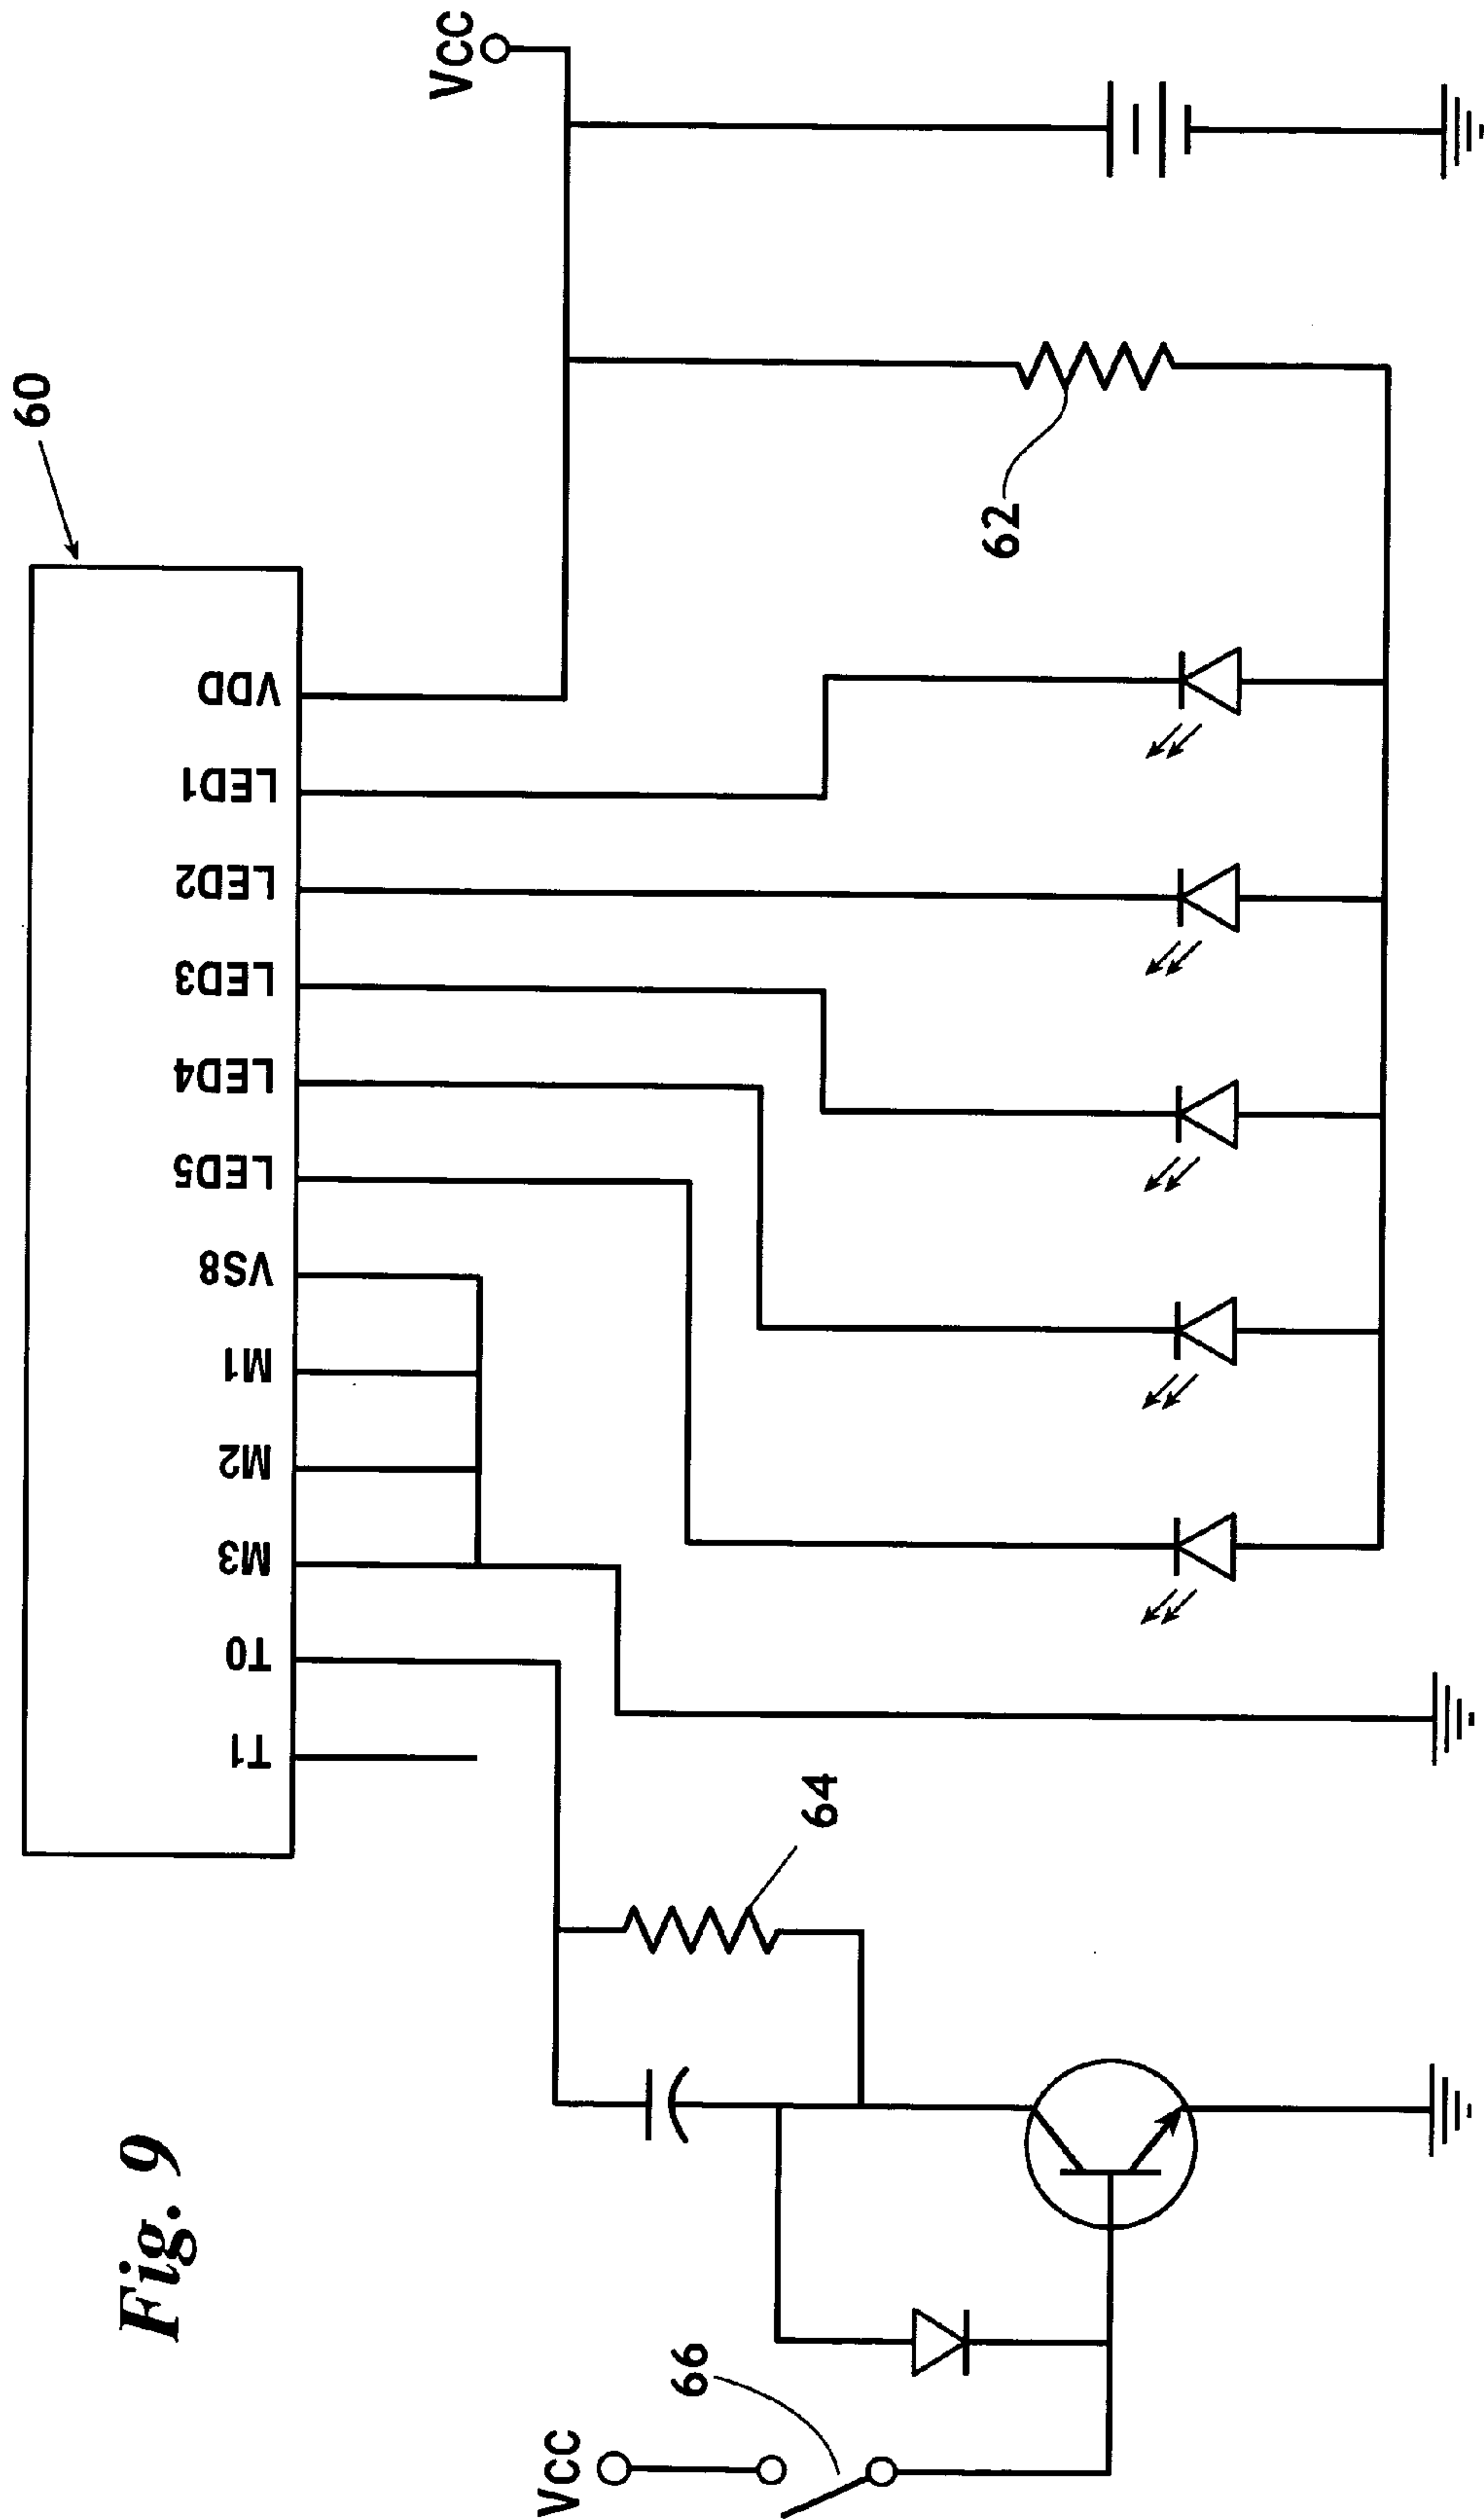 Fig. 9
60
VDD
LED1
LED2
LED3
LED4
LED5
VS8
M1
M2
M3
T0
T1
Vcc
62
64
66
Vcc